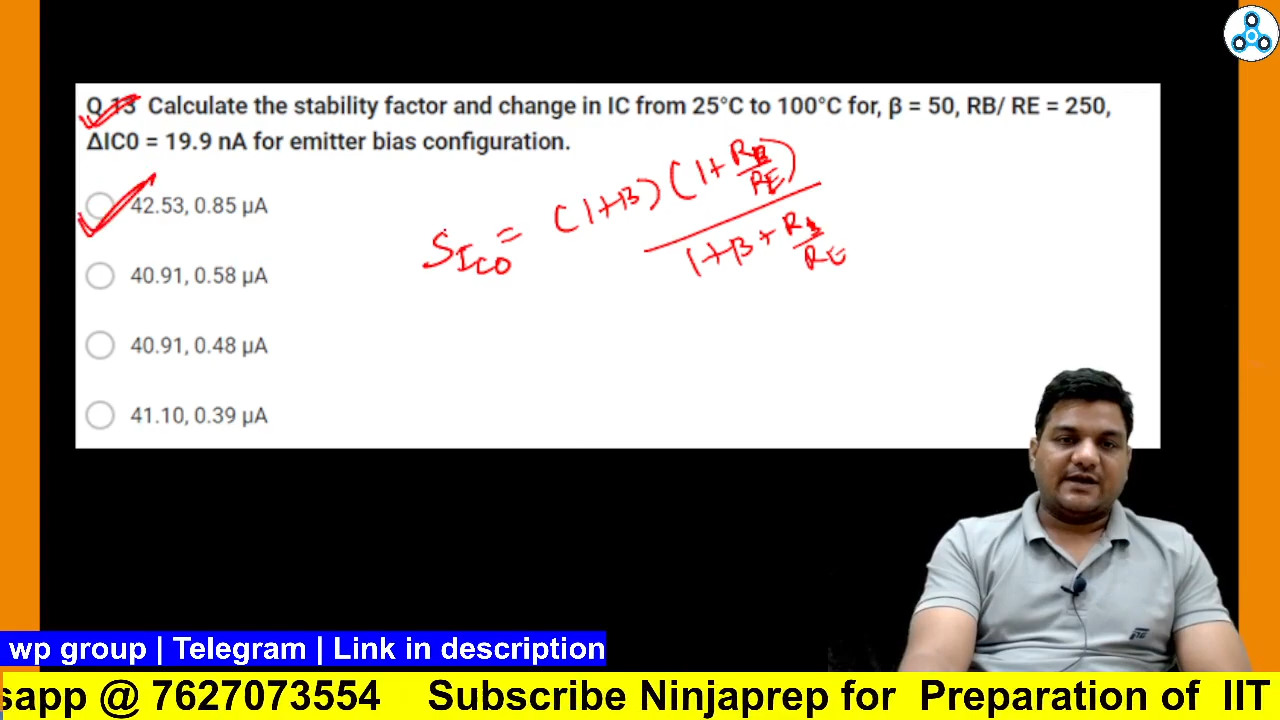 Q 13 Calculate the stability factor and change in IC from 25°C to 100°C for, β = 50, RB/ RE = 250,
ΔIC0 = 19.9 nA for emitter bias configuration.
42.53, 0.85 μA
40.91, 0.58 μA
40.91, 0.48 μA
41.10, 0.39 μA
S_ICO = (1+β) (1+ RB/RE)
1+β + RB/RE
wp group | Telegram | Link in description
sapp @ 7627073554 Subscribe Ninjaprep for Preparation of IIT